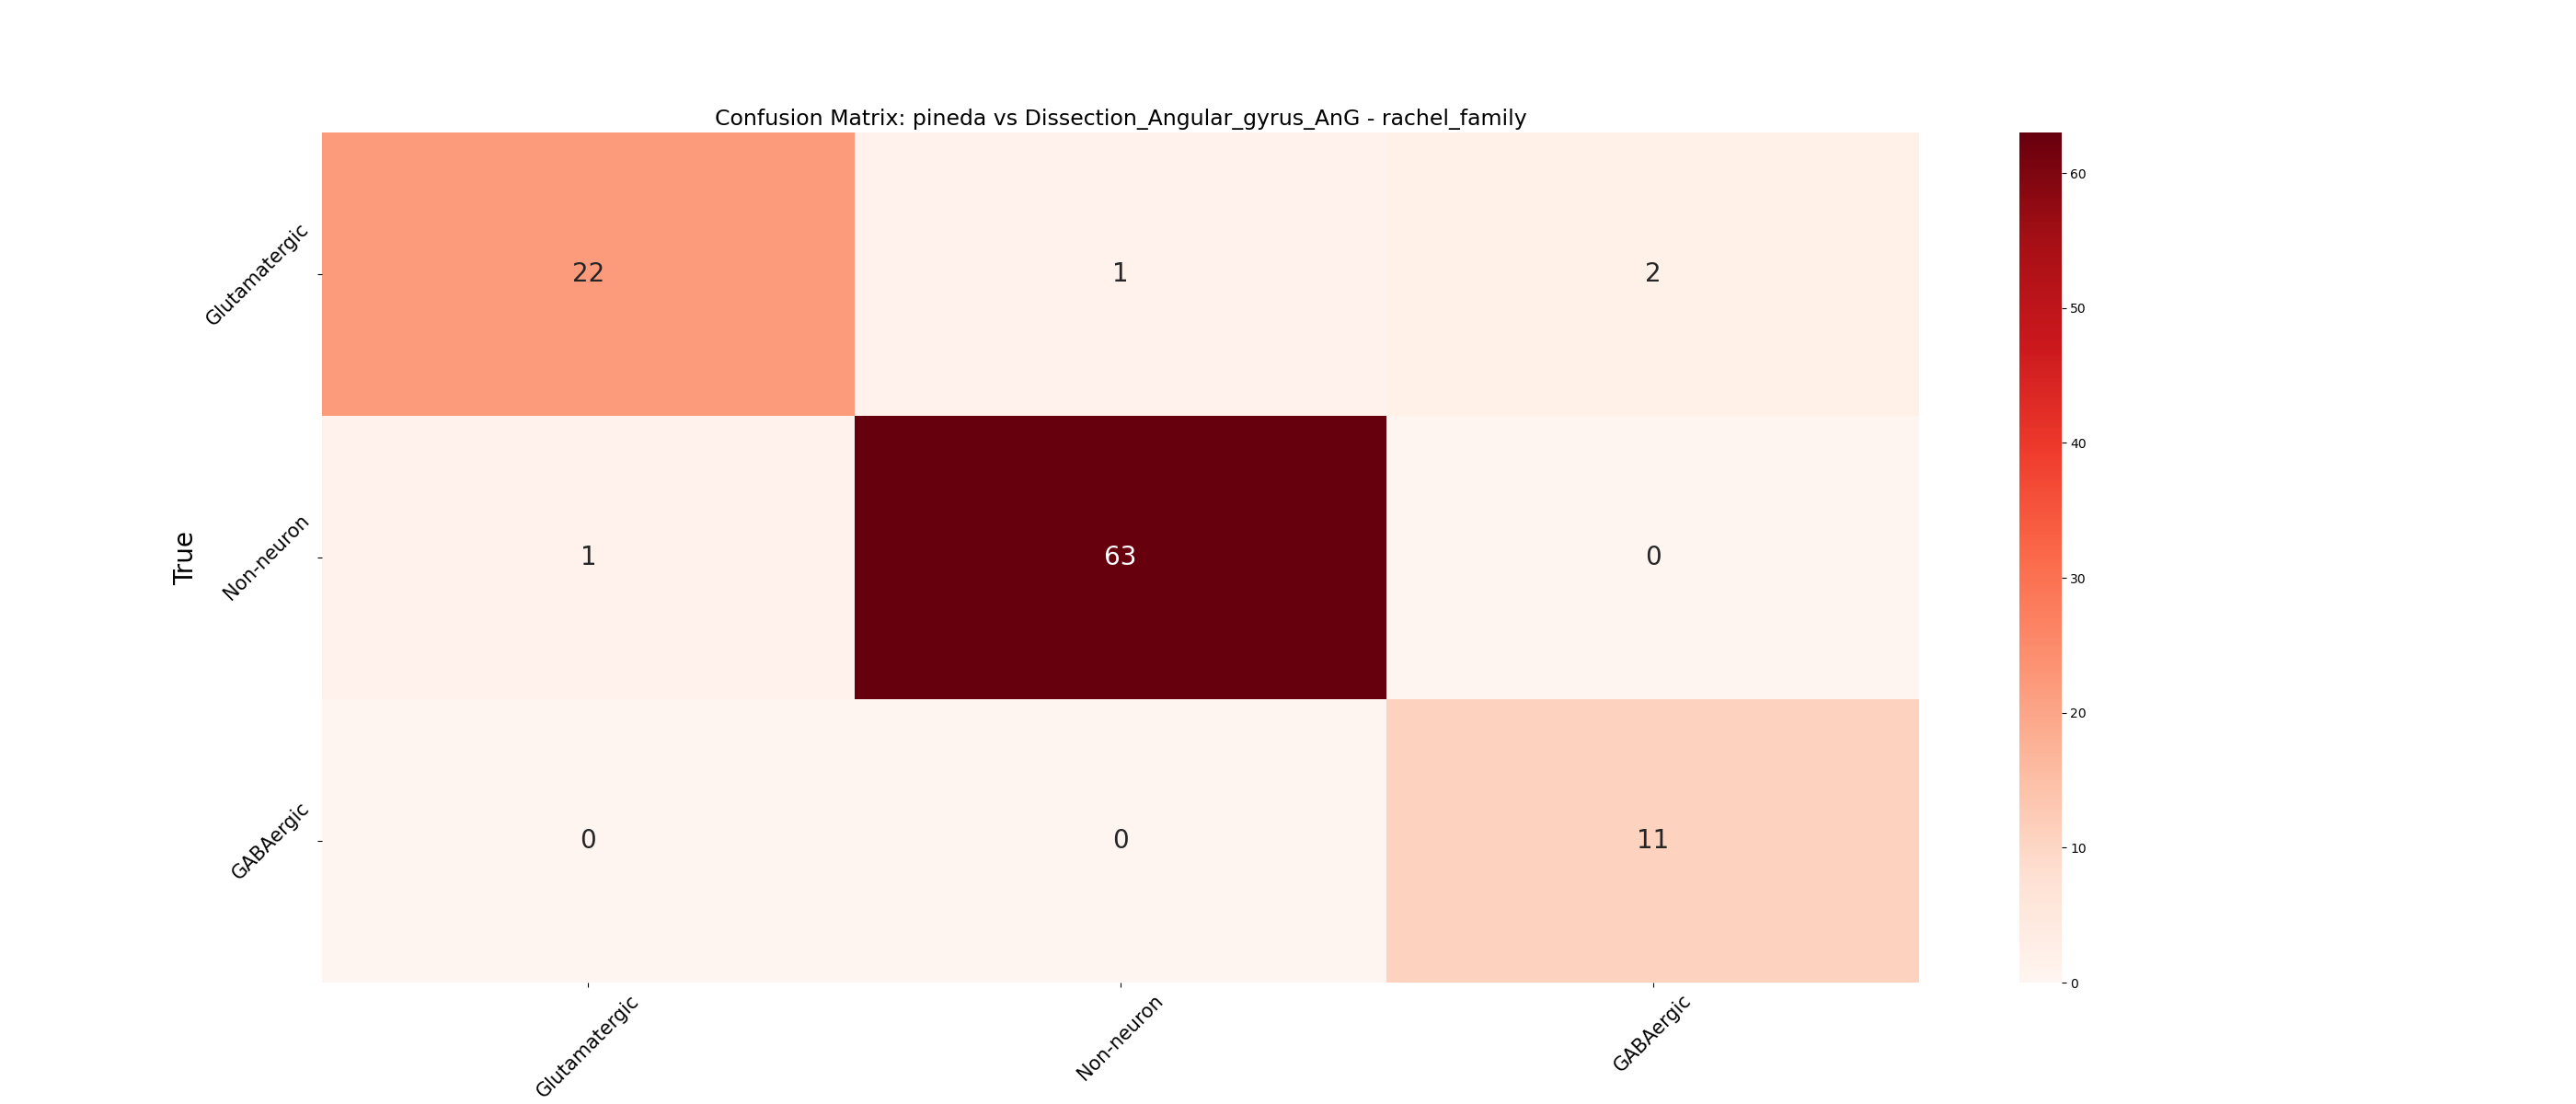 Confusion Matrix: pineda vs Dissection_Angular_gyrus_AnG - rachel_family
True
Glutamatergic
22
1
2
Non-neuron
1
63
0
GABAergic
0
0
11
Glutamatergic
Non-neuron
GABAergic
60
50
40
30
20
10
0